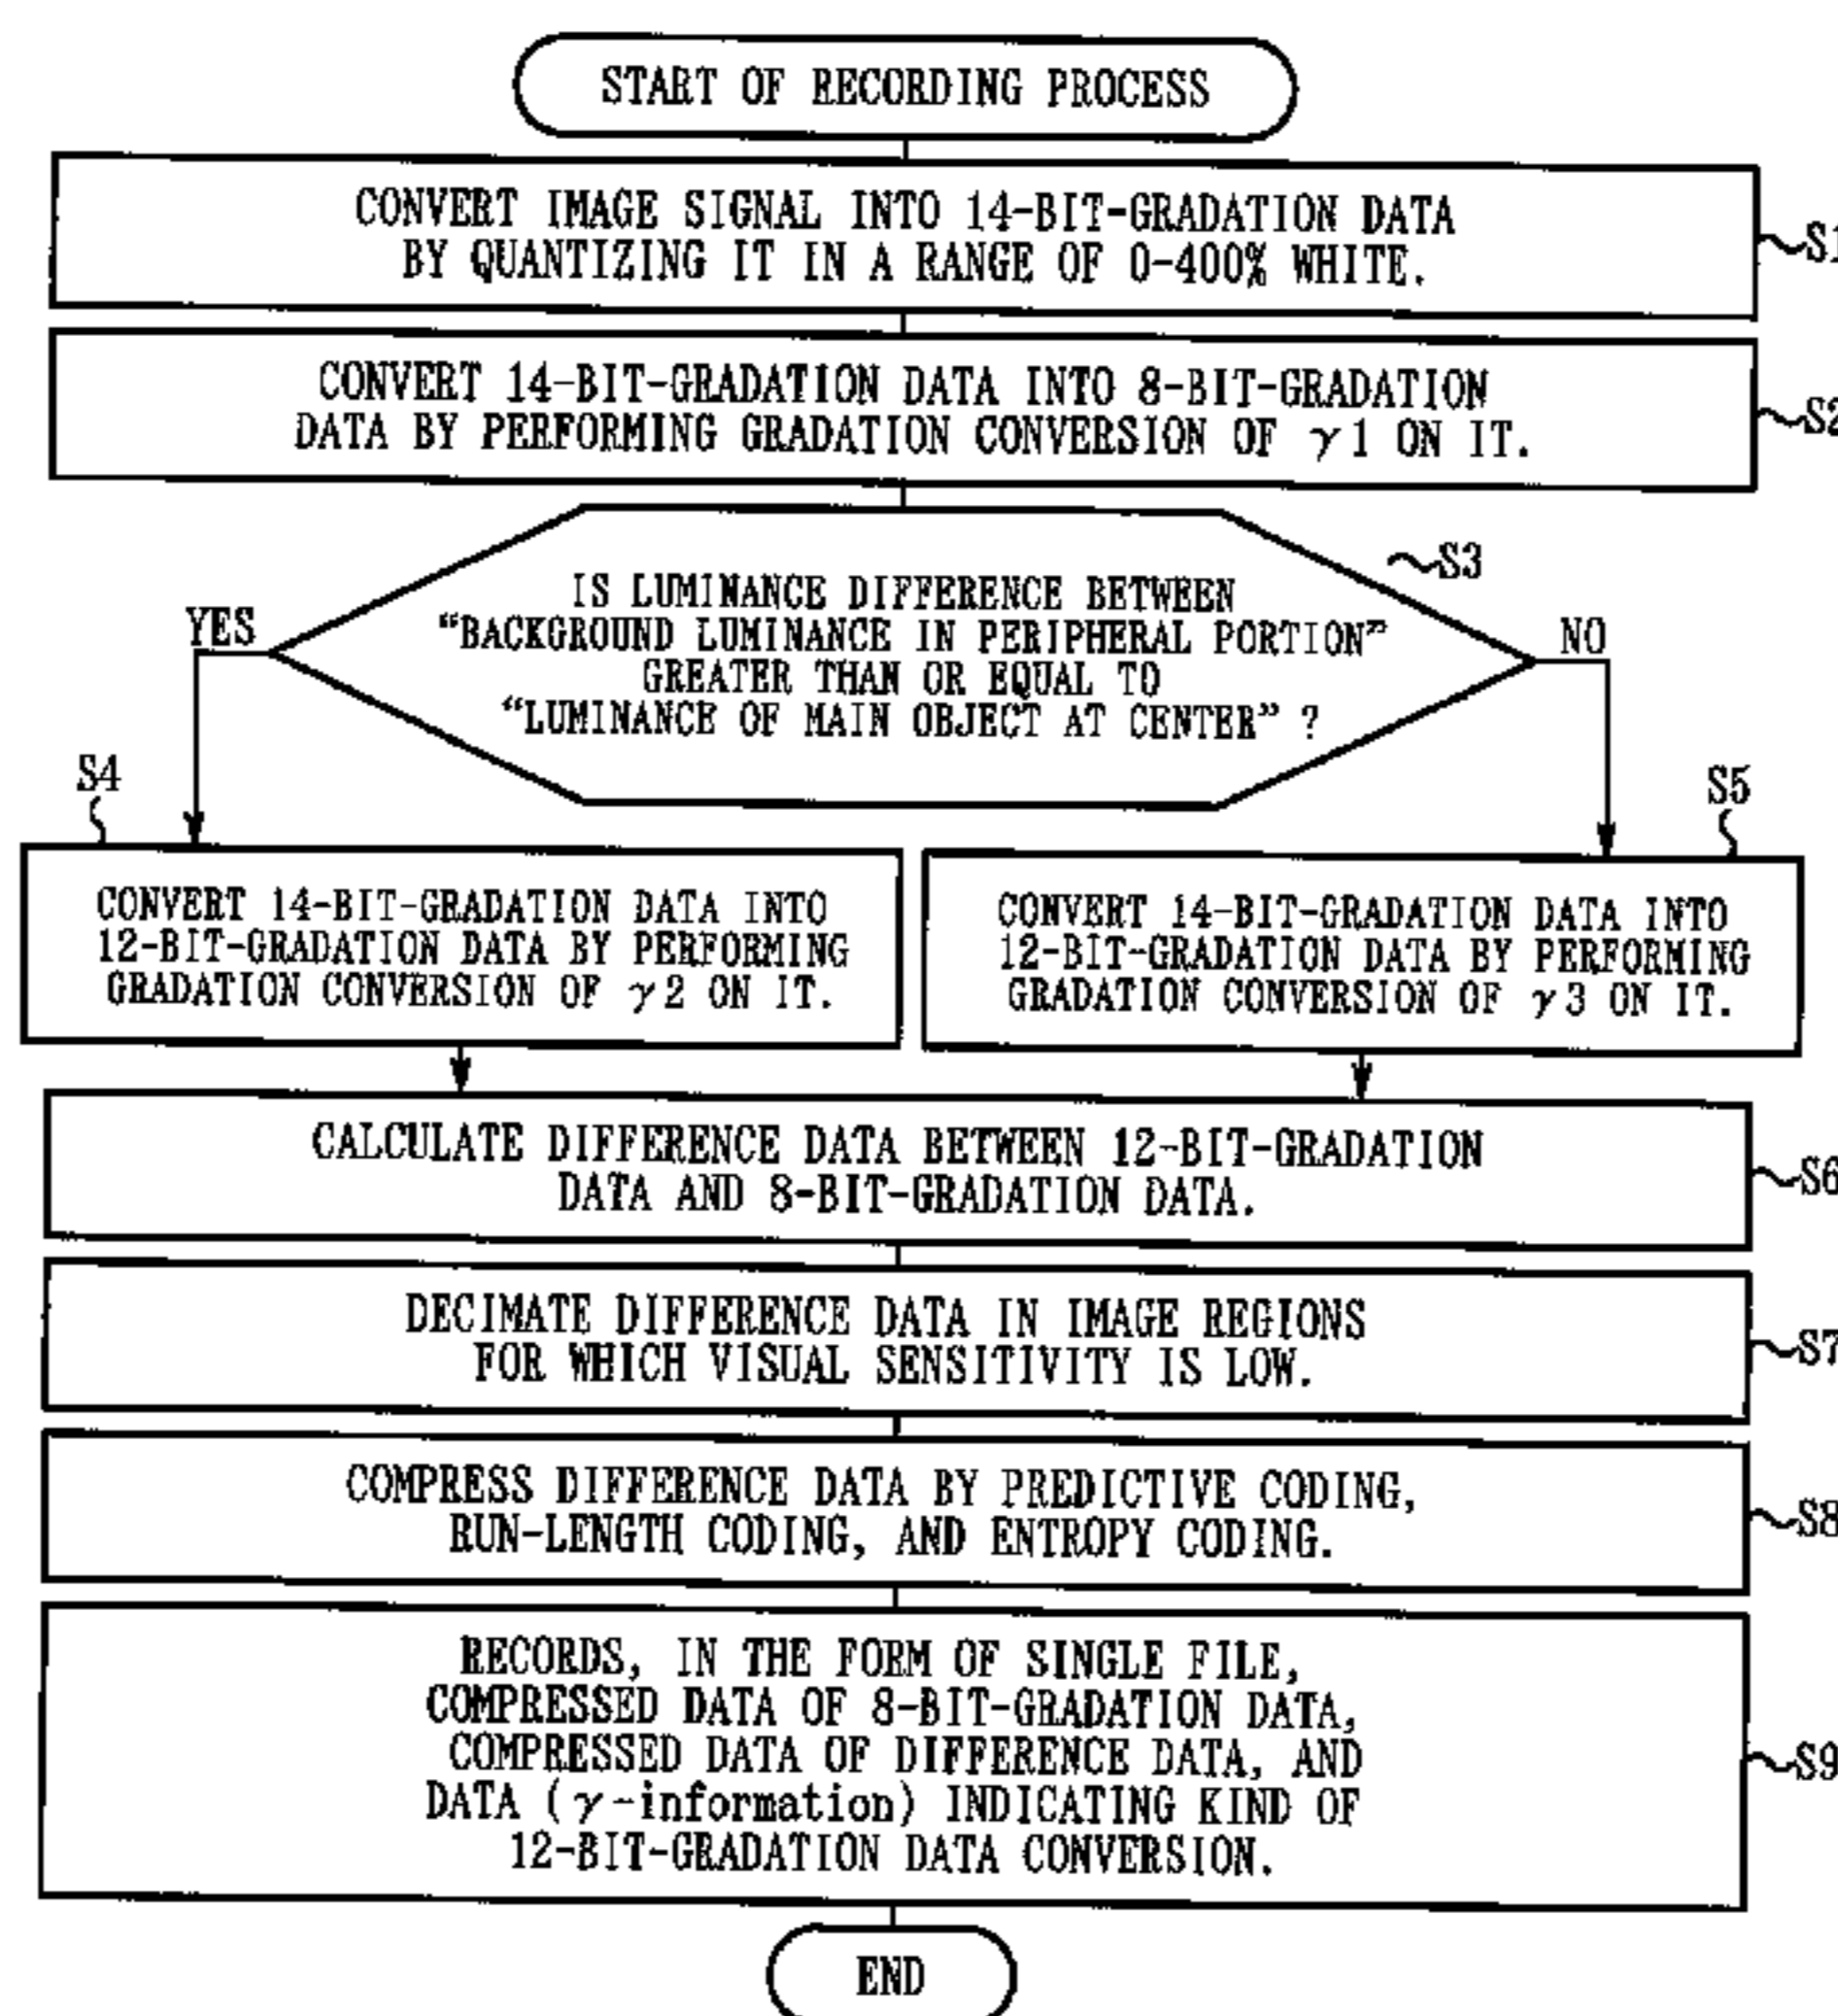 START OF RECORDING PROCESS
CONVERT IMAGE SIGNAL INTO 14-BIT-GRADATION DATA
BY QUANTIZING IT IN A RANGE OF 0-400% WHITE.
S1
CONVERT 14-BIT-GRADATION DATA INTO 8-BIT-GRADATION
DATA BY PERFORMING GRADATION CONVERSION OF γ1 ON IT.
S2
S3
IS LUMINANCE DIFFERENCE BETWEEN
“BACKGROUND LUMINANCE IN PERIPHERAL PORTION”
GREATER THAN OR EQUAL TO
“LUMINANCE OF MAIN OBJECT AT CENTER” ?
YES
NO
S4
CONVERT 14-BIT-GRADATION DATA INTO
12-BIT-GRADATION DATA BY PERFORMING
GRADATION CONVERSION OF γ2 ON IT.
S5
CONVERT 14-BIT-GRADATION DATA INTO
12-BIT-GRADATION DATA BY PERFORMING
GRADATION CONVERSION OF γ3 ON IT.
CALCULATE DIFFERENCE DATA BETWEEN 12-BIT-GRADATION
DATA AND 8-BIT-GRADATION DATA.
S6
DECIMATE DIFFERENCE DATA IN IMAGE REGIONS
FOR WHICH VISUAL SENSITIVITY IS LOW.
S7
COMPRESS DIFFERENCE DATA BY PREDICTIVE CODING,
RUN-LENGTH CODING, AND ENTROPY CODING.
S8
RECORDS, IN THE FORM OF SINGLE FILE,
COMPRESSED DATA OF 8-BIT-GRADATION DATA,
COMPRESSED DATA OF DIFFERENCE DATA, AND
DATA (γ-information) INDICATING KIND OF
12-BIT-GRADATION DATA CONVERSION.
S9
END